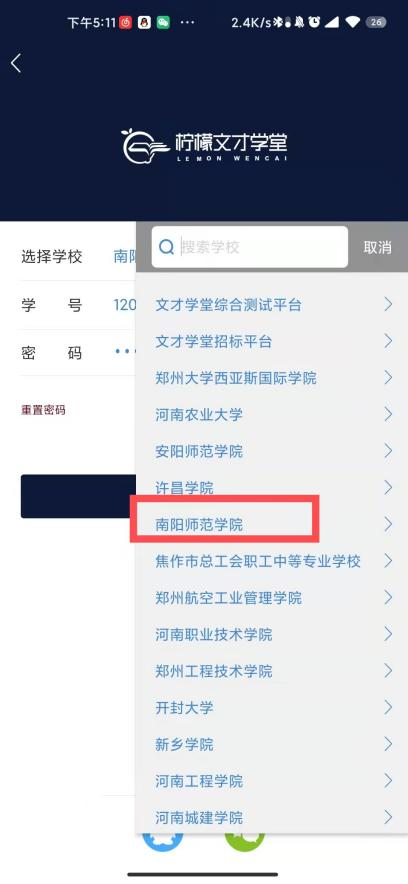 下午5:11 ··· 2.4K/s 26
柠檬文才学堂
LEMON WENCAI
搜索学校 取消
选择学校 南
学 号 120
密 码 ••
重置密码
文才学堂综合测试平台
文才学堂招标平台
郑州大学西亚斯国际学院
河南农业大学
安阳师范学院
许昌学院
南阳师范学院
焦作市总工会职工中等专业学校
郑州航空工业管理学院
河南职业技术学院
郑州工程技术学院
开封大学
新乡学院
河南工程学院
河南城建学院